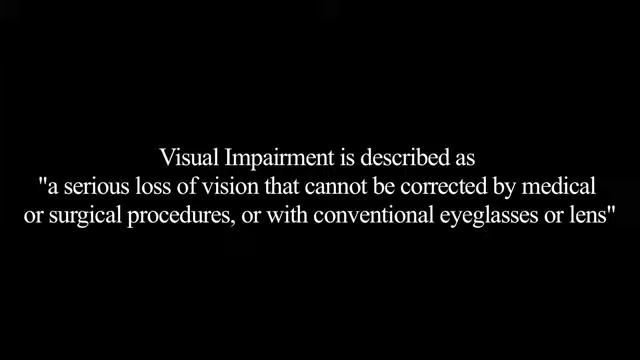 Visual Impairment is described as
"a serious loss of vision that cannot be corrected by medical
or surgical procedures, or with conventional eyeglasses or lens"